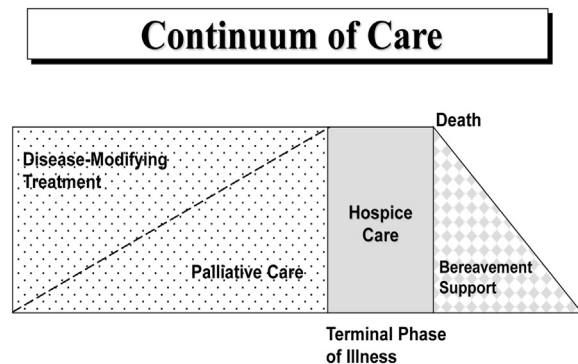 Continuum of Care
Death
Disease-Modifying
Treatment
Hospice
Care
Palliative Care
Bereavement
Support
Terminal Phase
of Illness